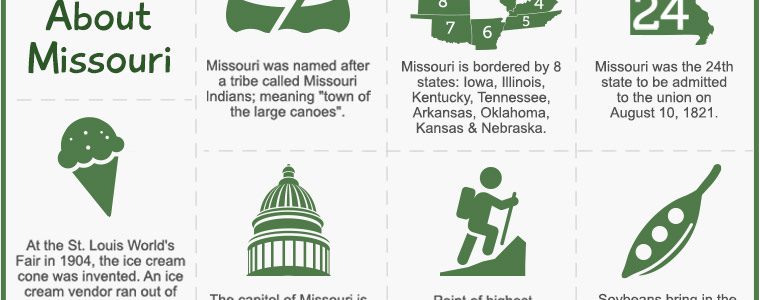 About
Missouri
Missouri was named after
a tribe called Missouri
Indians; meaning "town of
the large canoes".
8
4
7
6
5
Missouri is bordered by 8
states: Iowa, Illinois,
Kentucky, Tennessee,
Arkansas, Oklahoma,
Kansas & Nebraska.
24
Missouri was the 24th
state to be admitted
to the union on
August 10, 1821.
At the St. Louis World's
Fair in 1904, the ice cream
cone was invented. An ice
cream vendor ran out of
The capitol of Missouri is
Point of highest
Soybeans bring in the